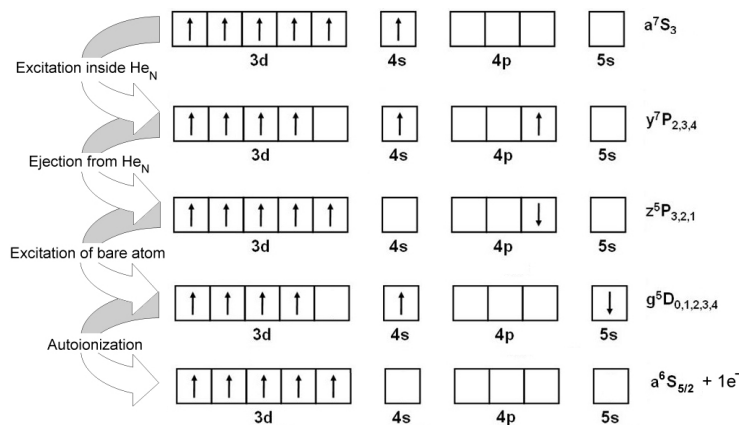 a⁷S₃
3d 4s 4p 5s
Excitation inside Heₙ
y⁷P₂,₃,₄
3d 4s 4p 5s
Ejection from Heₙ
z⁵P₃,₂,₁
3d 4s 4p 5s
Excitation of bare atom
g⁵D₀,₁,₂,₃,₄
3d 4s 4p 5s
Autoionization
a⁶S₅/₂ + 1e⁻
3d 4s 4p 5s